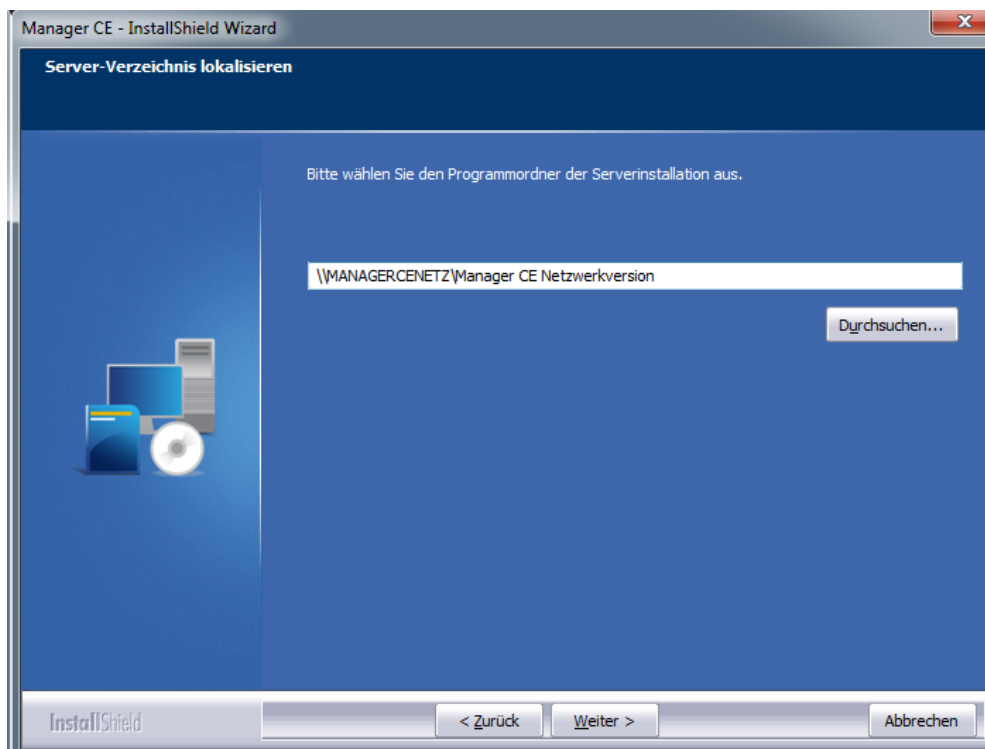 Manager CE - InstallShield Wizard
Server-Verzeichnis lokalisieren
Bitte wählen Sie den Programmordner der Serverinstallation aus.
\\MANAGERCENETZ\Manager CE Netzwerkversion
Durchsuchen...
InstallShield
< Zurück
Weiter >
Abbrechen